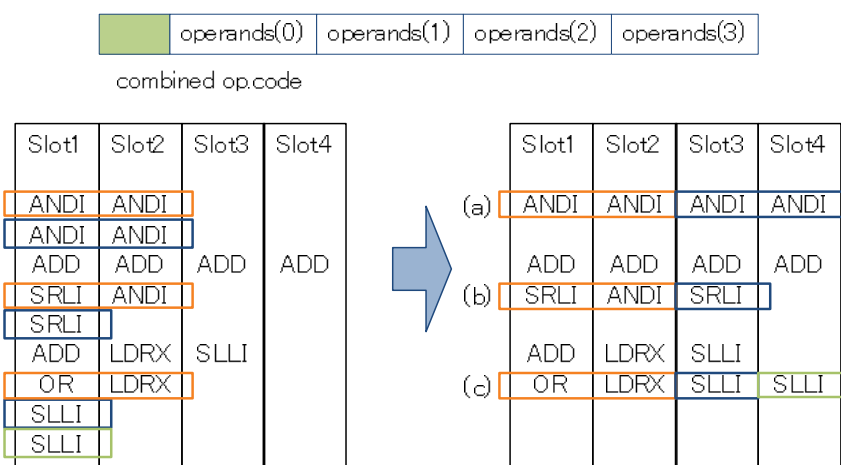 operands(0) operands(1) operands(2) operands(3)
combined op.code
Slot1 Slot2 Slot3 Slot4
ANDI ANDI
ANDI ANDI
ADD ADD ADD ADD
SRLI ANDI
SRLI
ADD LDRX SLLI
OR LDRX
SLLI
SLLI
Slot1 Slot2 Slot3 Slot4
(a) ANDI ANDI ANDI ANDI
ADD ADD ADD ADD
(b) SRLI ANDI SRLI
ADD LDRX SLLI
(c) OR LDRX SLLI SLLI